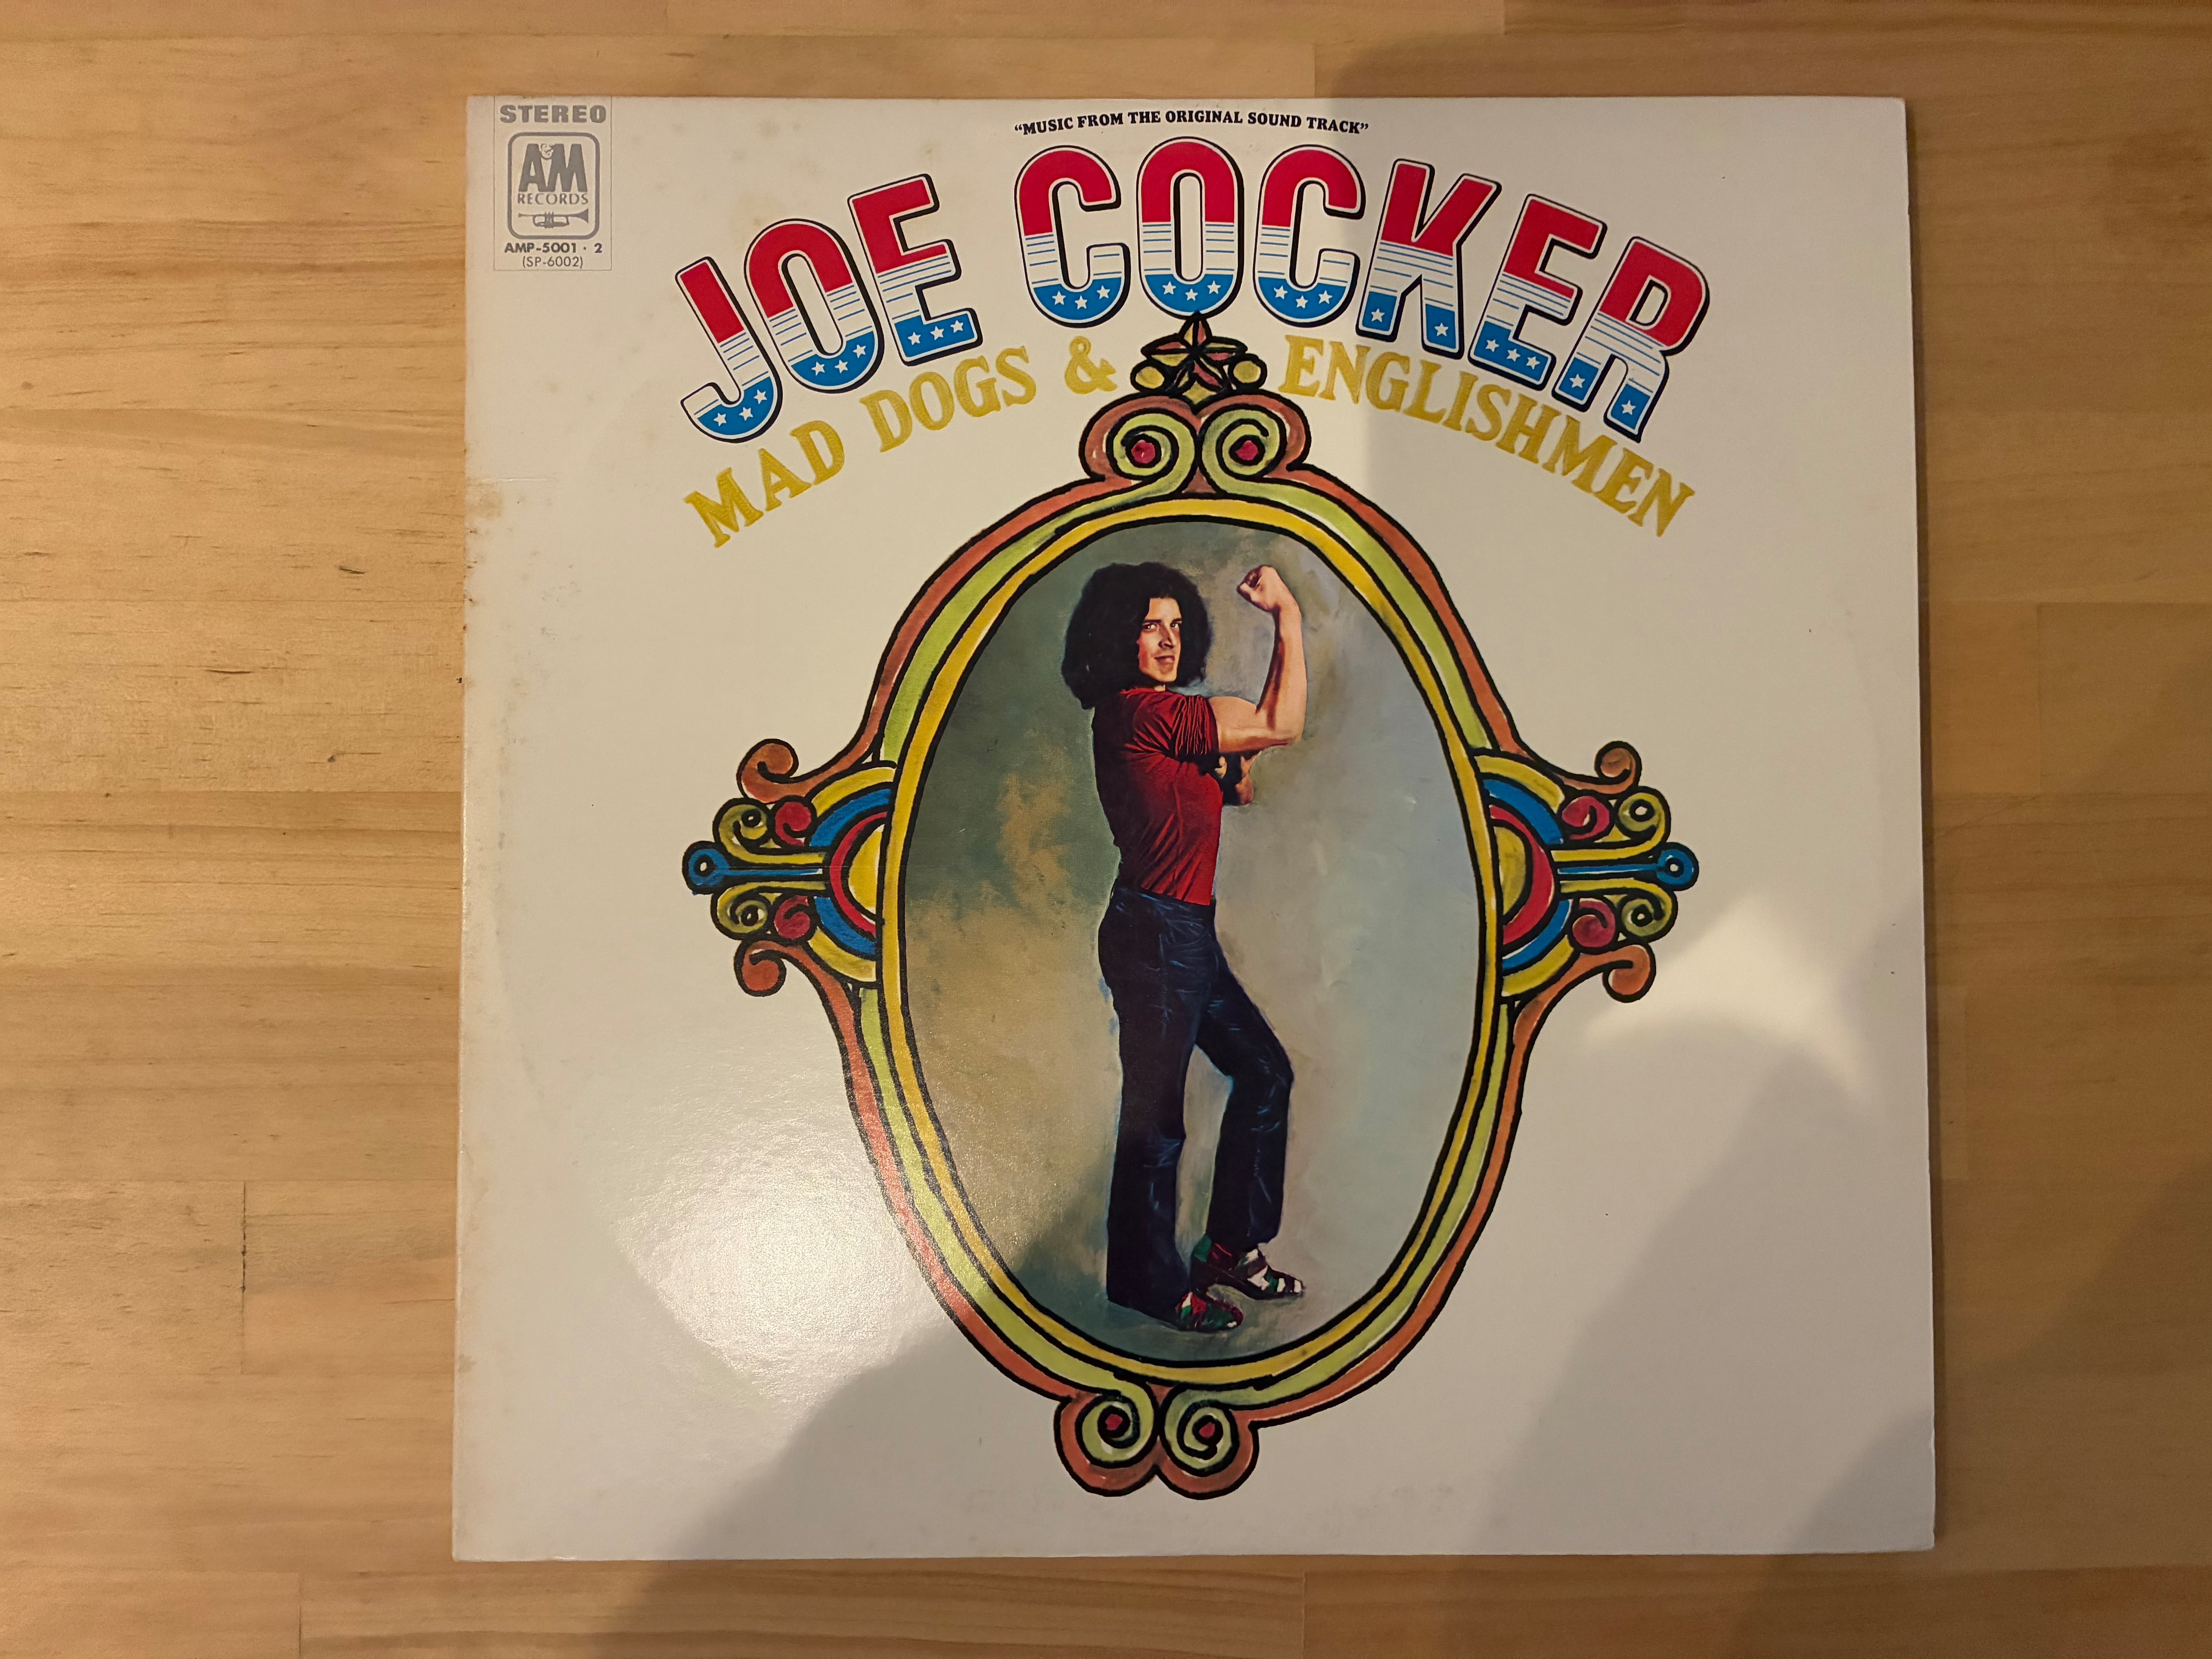 STEREO
A&M
RECORDS
AMP-5001 · 2
(SP-6002)
“MUSIC FROM THE ORIGINAL SOUND TRACK”
JOE COCKER
MAD DOGS & ENGLISHMEN